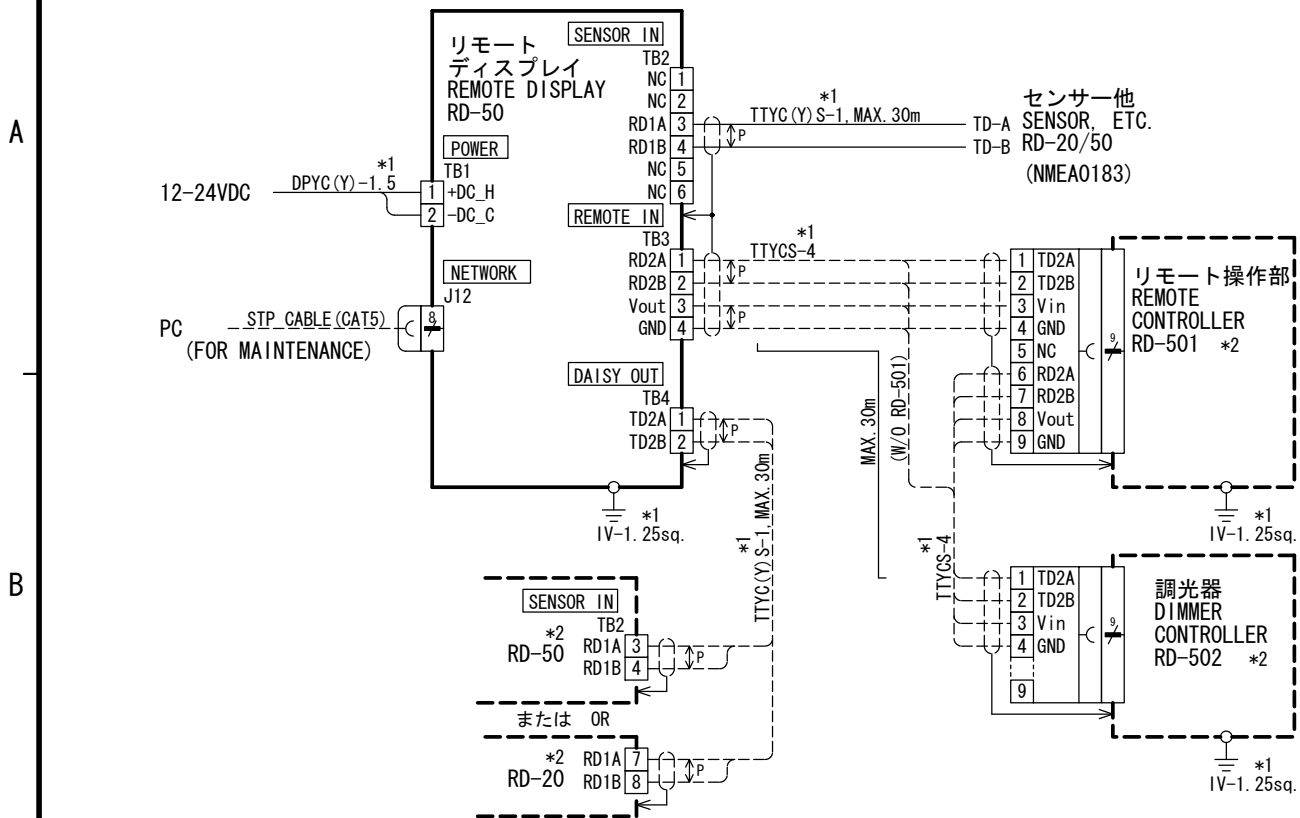 A
B
リモート
ディスプレイ
REMOTE DISPLAY
RD-50
SENSOR IN
TB2
NC 1
NC 2
RD1A 3
RD1B 4
NC 5
NC 6
*1
TTYC(Y)S-1, MAX. 30m
TD-A
TD-B
センサー他
SENSOR, ETC.
RD-20/50
(NMEA0183)
POWER
TB1
1 +DC_H
2 -DC_C
12-24VDC
*1
DPYC(Y)-1.5
REMOTE IN
TB3
RD2A 1
RD2B 2
Vout 3
GND 4
P
P
P
*1
TTYCS-4
NETWORK
J12
8
PC
(FOR MAINTENANCE)
STP CABLE(CAT5)
DAISY OUT
TB4
TD2A 1
TD2B 2
P
*1
IV-1.25sq.
*1
TTYC(Y)S-1, MAX. 30m
MAX. 30m
(W/O RD-501)
*1
TTYCS-4
1 TD2A
2 TD2B
3 Vin
4 GND
5 NC
6 RD2A
7 RD2B
8 Vout
9 GND
9
リモート操作部
REMOTE
CONTROLLER
RD-501 *2
*1
IV-1.25sq.
1 TD2A
2 TD2B
3 Vin
4 GND
9
9
調光器
DIMMER
CONTROLLER
RD-502 *2
*1
IV-1.25sq.
SENSOR IN
TB2
*2
RD-50
RD1A 3
RD1B 4
P
または OR
*2
RD-20
RD1A 7
RD1B 8
P